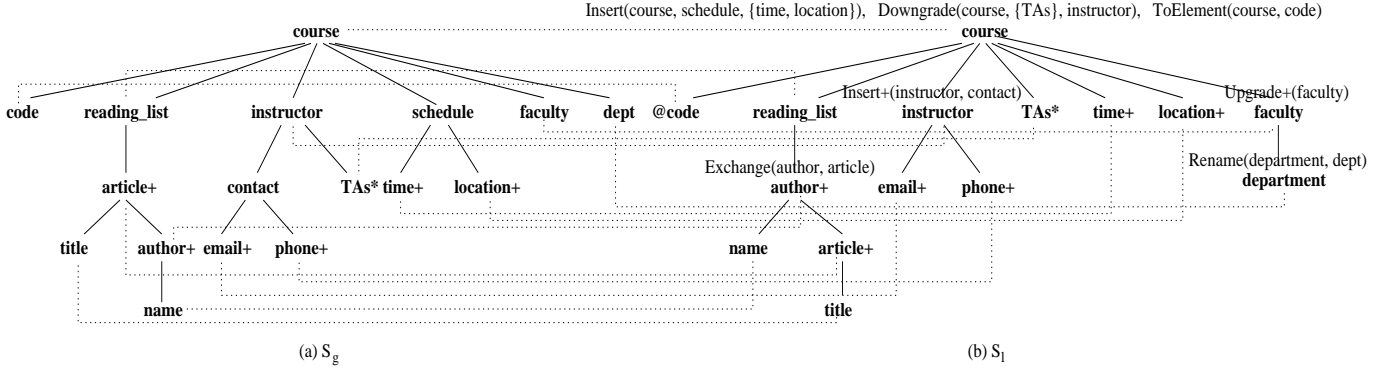 Insert(course, schedule, {time, location}), Downgrade(course, {TAs}, instructor), ToElement(course, code)
course course
Insert+(instructor, contact) Upgrade+(faculty)
code reading_list instructor schedule faculty dept @code reading_list instructor TAs* time+ location+ faculty
Exchange(author, article) Rename(department, dept)
article+ contact TAs* time+ location+ author+ email+ phone+ department
title author+ email+ phone+ name article+
name title
(a) S_g (b) S_l